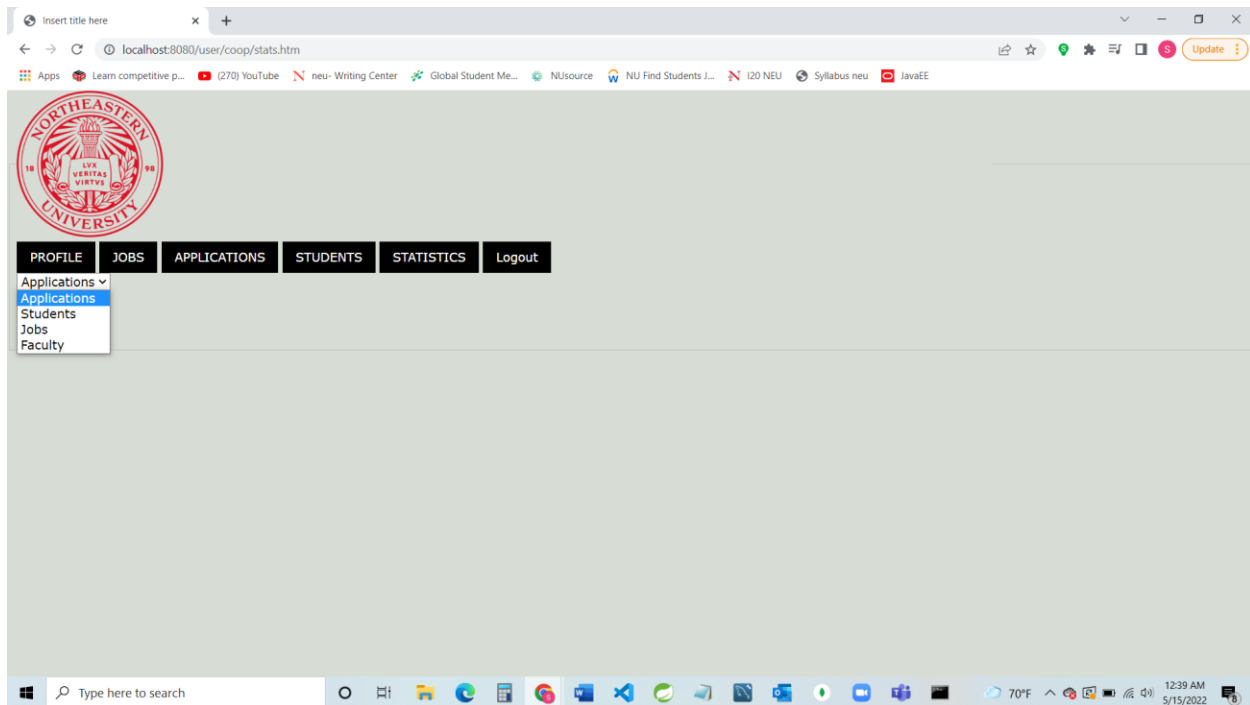 Insert title here
localhost:8080/user/coop/stats.htm
Update
Apps Learn competitive p... (270) YouTube neu- Writing Center Global Student Me... NUsource NU Find Students J... I20 NEU Syllabus neu JavaEE
NORTHEASTERN
18 98
LVX
VERITAS
VIRTVS
UNIVERSITY
PROFILE JOBS APPLICATIONS STUDENTS STATISTICS Logout
Applications
Applications
Students
Jobs
Faculty
Type here to search
70°F
12:39 AM
5/15/2022
8